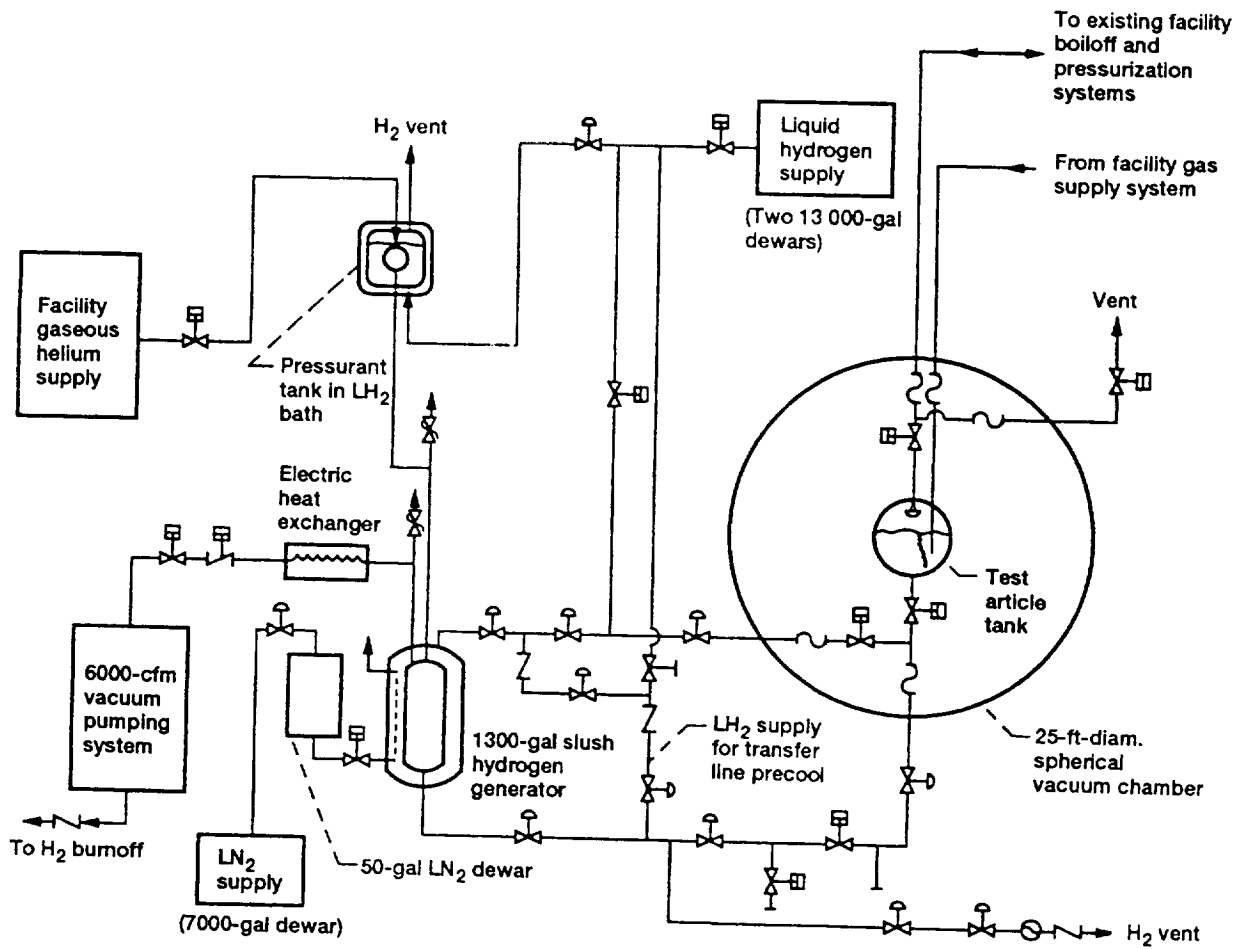 To existing facility
boiloff and
pressurization
systems
H2 vent
Liquid
hydrogen
supply
From facility gas
supply system
(Two 13 000-gal
dewars)
Facility
gaseous
helium
supply
Vent
Pressurant
tank in LH2
bath
Electric
heat
exchanger
Test
article
tank
6000-cfm
vacuum
pumping
system
1300-gal slush
hydrogen
generator
LH2 supply
for transfer
line precool
25-ft-diam.
spherical
vacuum chamber
To H2 burnoff
LN2
supply
50-gal LN2 dewar
(7000-gal dewar)
H2 vent